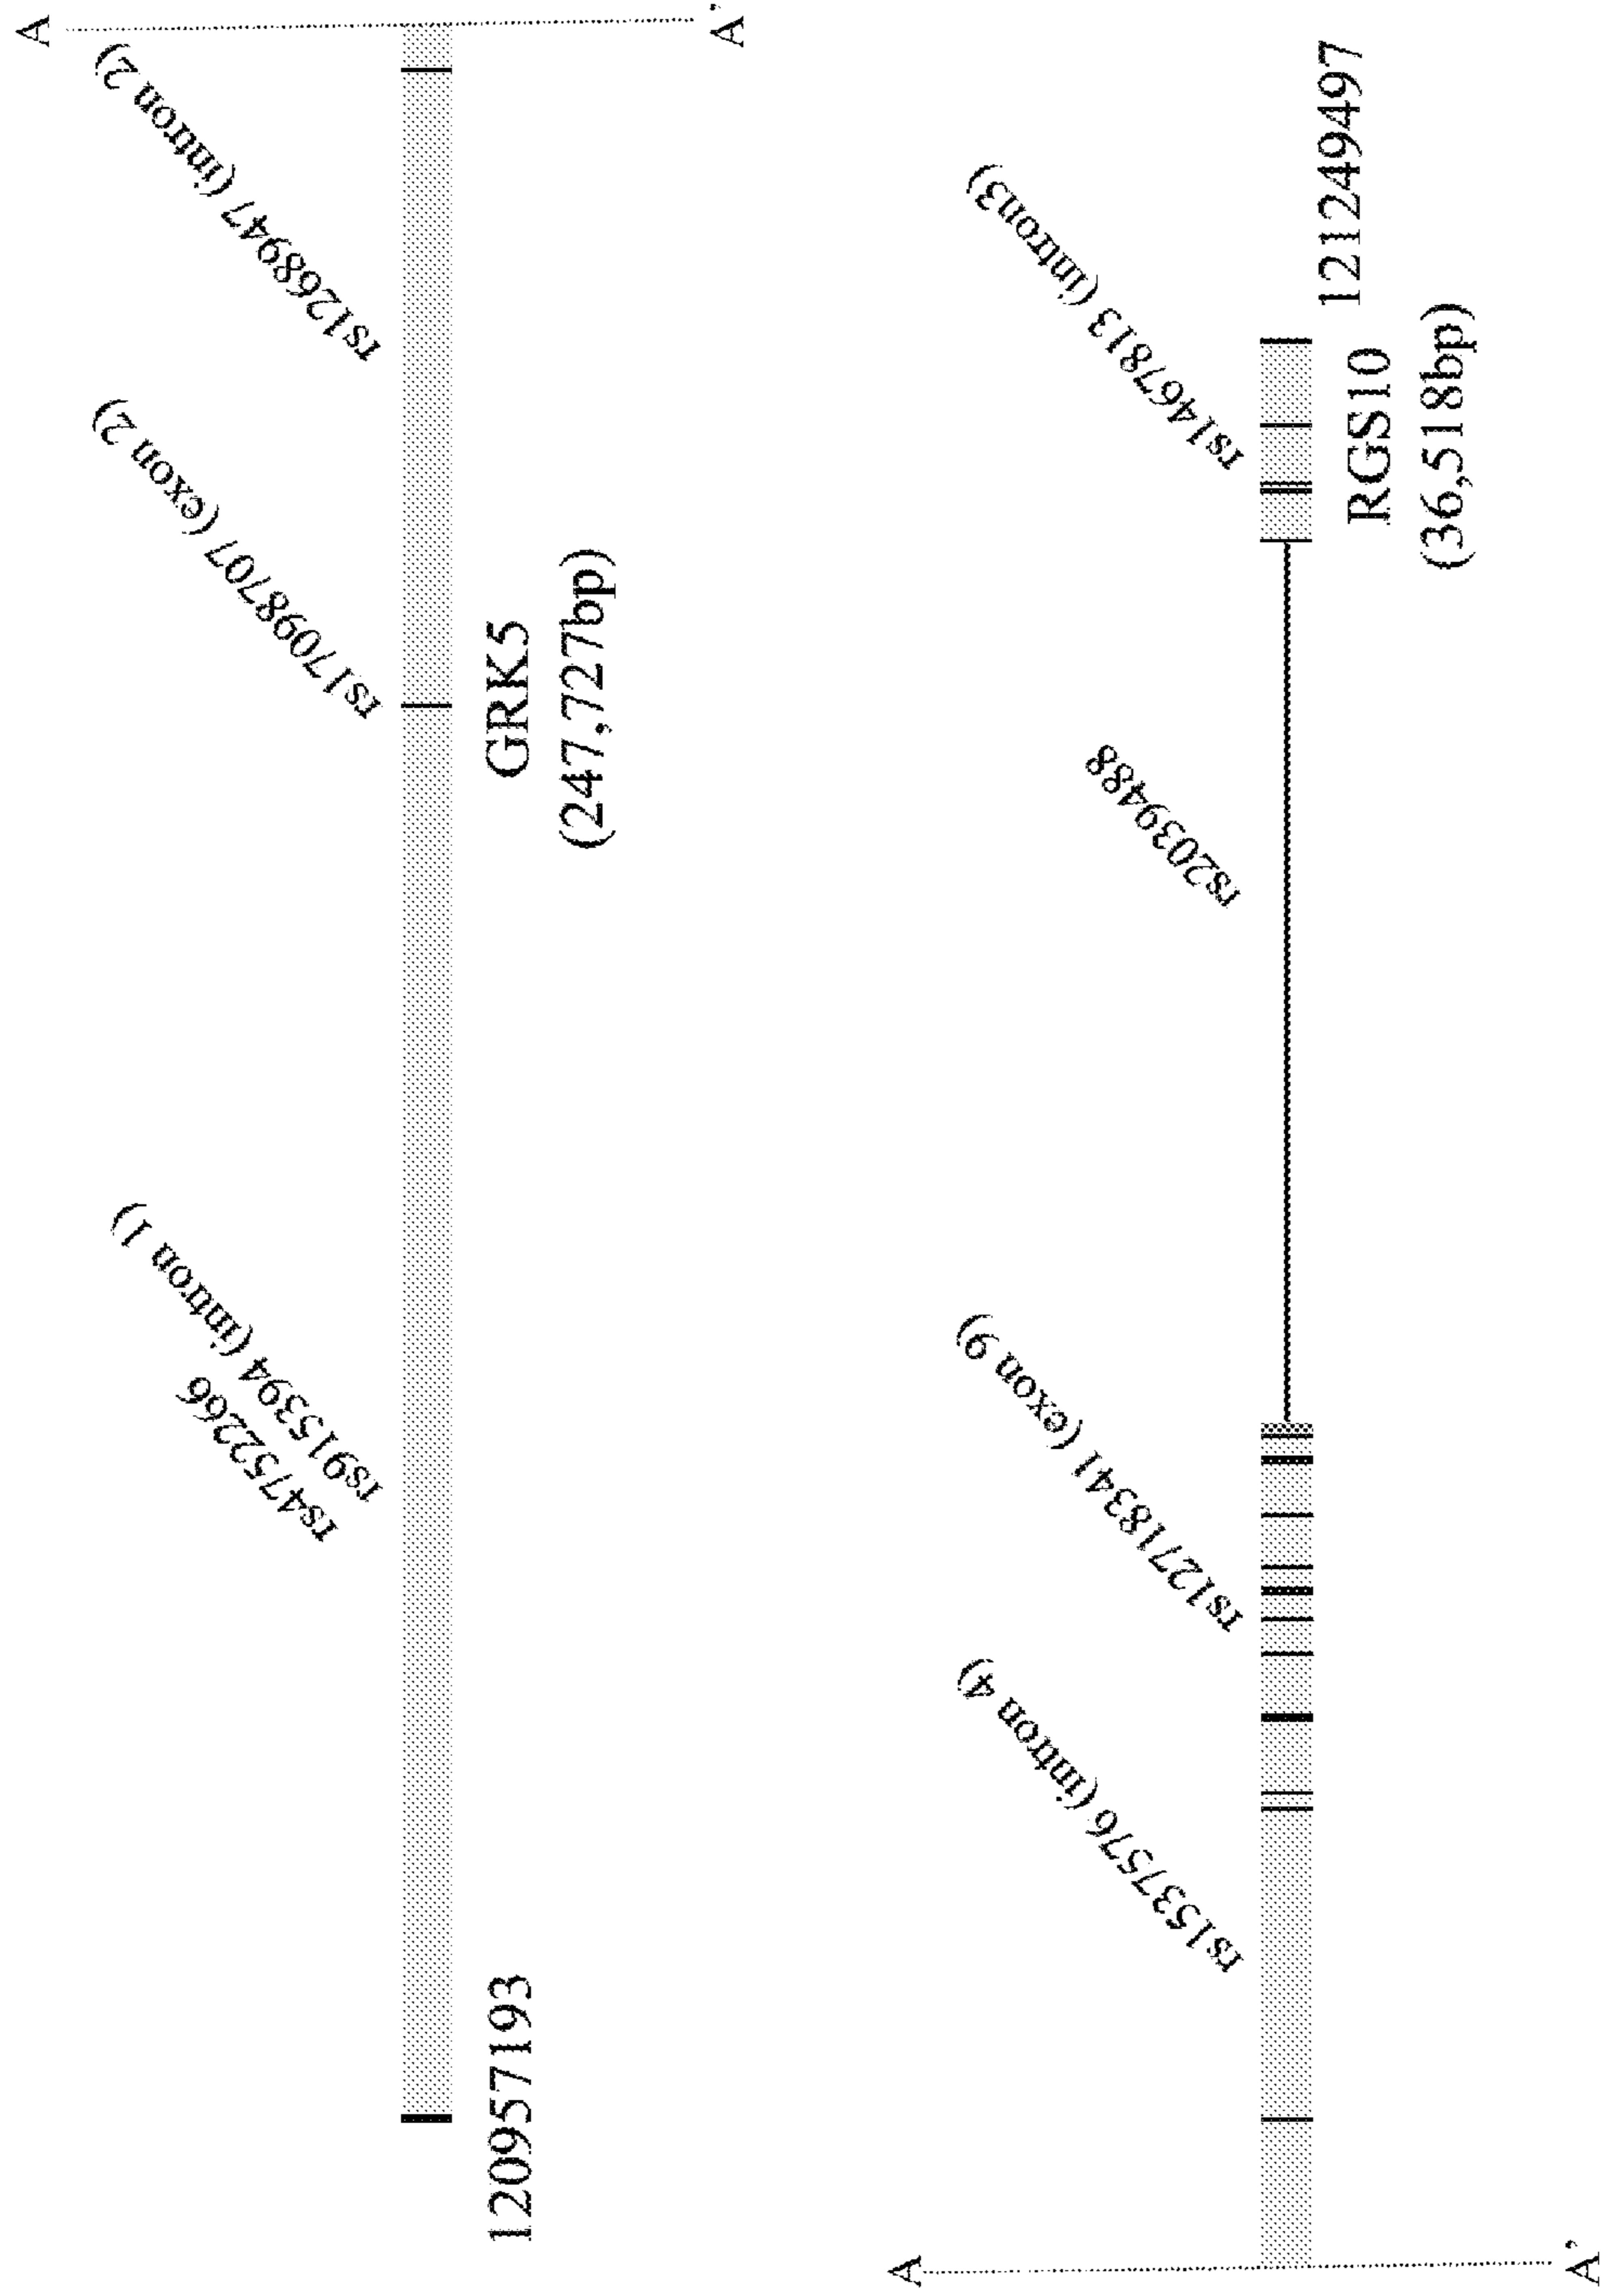 A
rs4752266
rs915394 (intron 1)
rs17098707 (exon 2)
rs1268947 (intron 2)
120957193
GRK5
(247,727bp)
A'
A
rs1537576 (intron 4)
rs12718341 (exon 9)
rs2039488
rs1467813 (intron3)
121249497
RGS10
(36,518bp)
A'